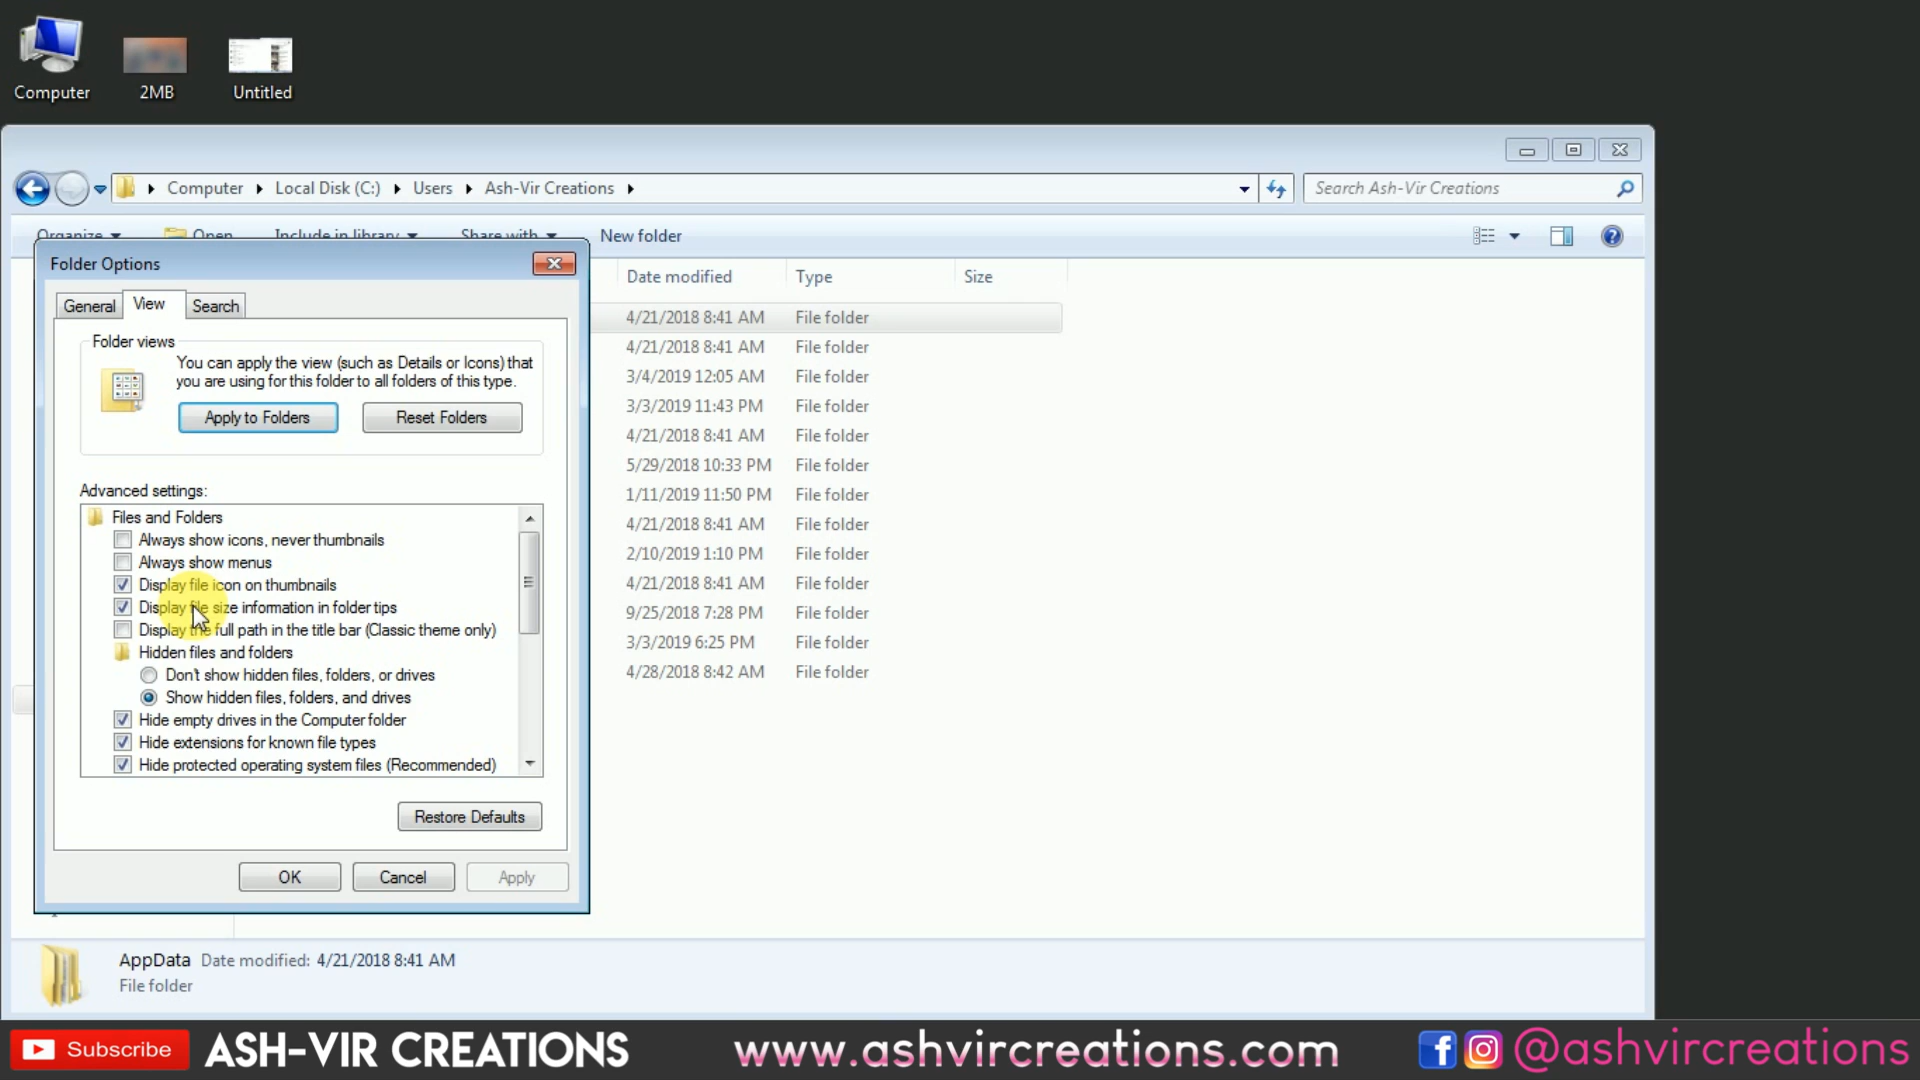 Computer
2MB
Untitled
Computer
Local Disk (C:)
Users
Ash-Vir Creations
Search Ash-Vir Creations
Organize
Open
Include in library
Share with
New folder
Folder Options
General
View
Search
Folder views
You can apply the view (such as Details or Icons) that
you are using for this folder to all folders of this type.
Apply to Folders
Reset Folders
Advanced settings:
Files and Folders
Always show icons, never thumbnails
Always show menus
Display file icon on thumbnails
Display file size information in folder tips
Display the full path in the title bar (Classic theme only)
Hidden files and folders
Don't show hidden files, folders, or drives
Show hidden files, folders, and drives
Hide empty drives in the Computer folder
Hide extensions for known file types
Hide protected operating system files (Recommended)
Restore Defaults
OK
Cancel
Apply
Date modified
Type
Size
4/21/2018 8:41 AM File folder
4/21/2018 8:41 AM File folder
3/4/2019 12:05 AM File folder
3/3/2019 11:43 PM File folder
4/21/2018 8:41 AM File folder
5/29/2018 10:33 PM File folder
1/11/2019 11:50 PM File folder
4/21/2018 8:41 AM File folder
2/10/2019 1:10 PM File folder
4/21/2018 8:41 AM File folder
9/25/2018 7:28 PM File folder
3/3/2019 6:25 PM File folder
4/28/2018 8:42 AM File folder
AppData Date modified: 4/21/2018 8:41 AM
File folder
Subscribe
ASH-VIR CREATIONS
www.ashvircreations.com
@ashvircreations